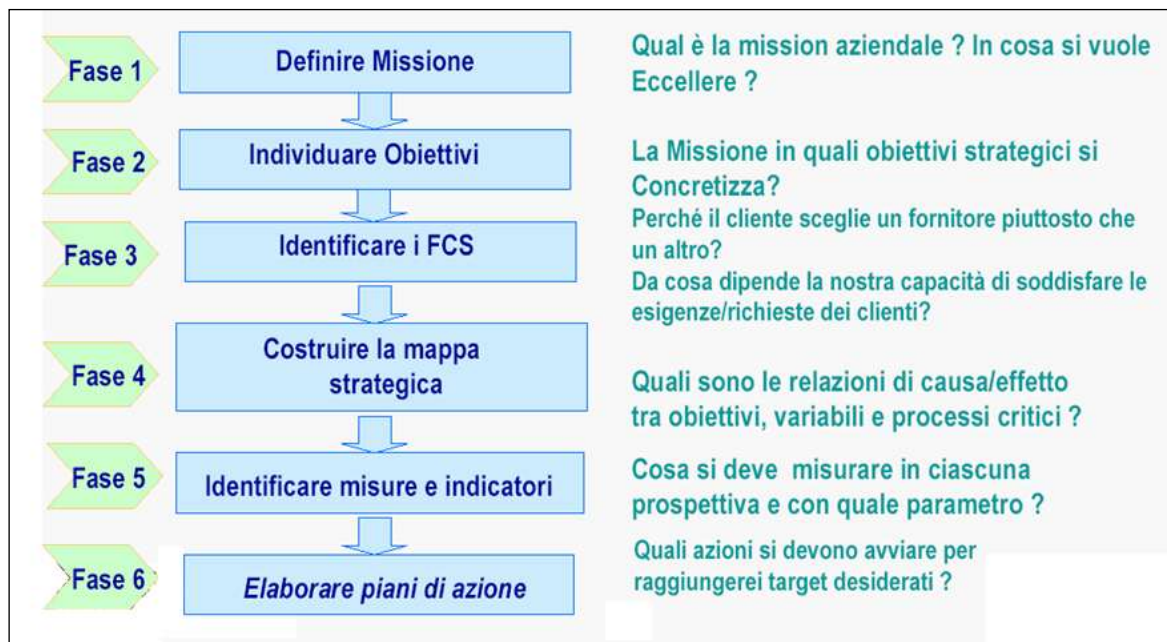 Fase 1
Definire Missione
Qual è la mission aziendale ? In cosa si vuole
Eccellere ?
Fase 2
Individuare Obiettivi
La Missione in quali obiettivi strategici si
Concretizza?
Fase 3
Identificare i FCS
Perché il cliente sceglie un fornitore piuttosto che
un altro?
Da cosa dipende la nostra capacità di soddisfare le
esigenze/richieste dei clienti?
Fase 4
Costruire la mappa
strategica
Quali sono le relazioni di causa/effetto
tra obiettivi, variabili e processi critici ?
Fase 5
Identificare misure e indicatori
Cosa si deve misurare in ciascuna
prospettiva e con quale parametro ?
Fase 6
Elaborare piani di azione
Quali azioni si devono avviare per
raggiungerei target desiderati ?